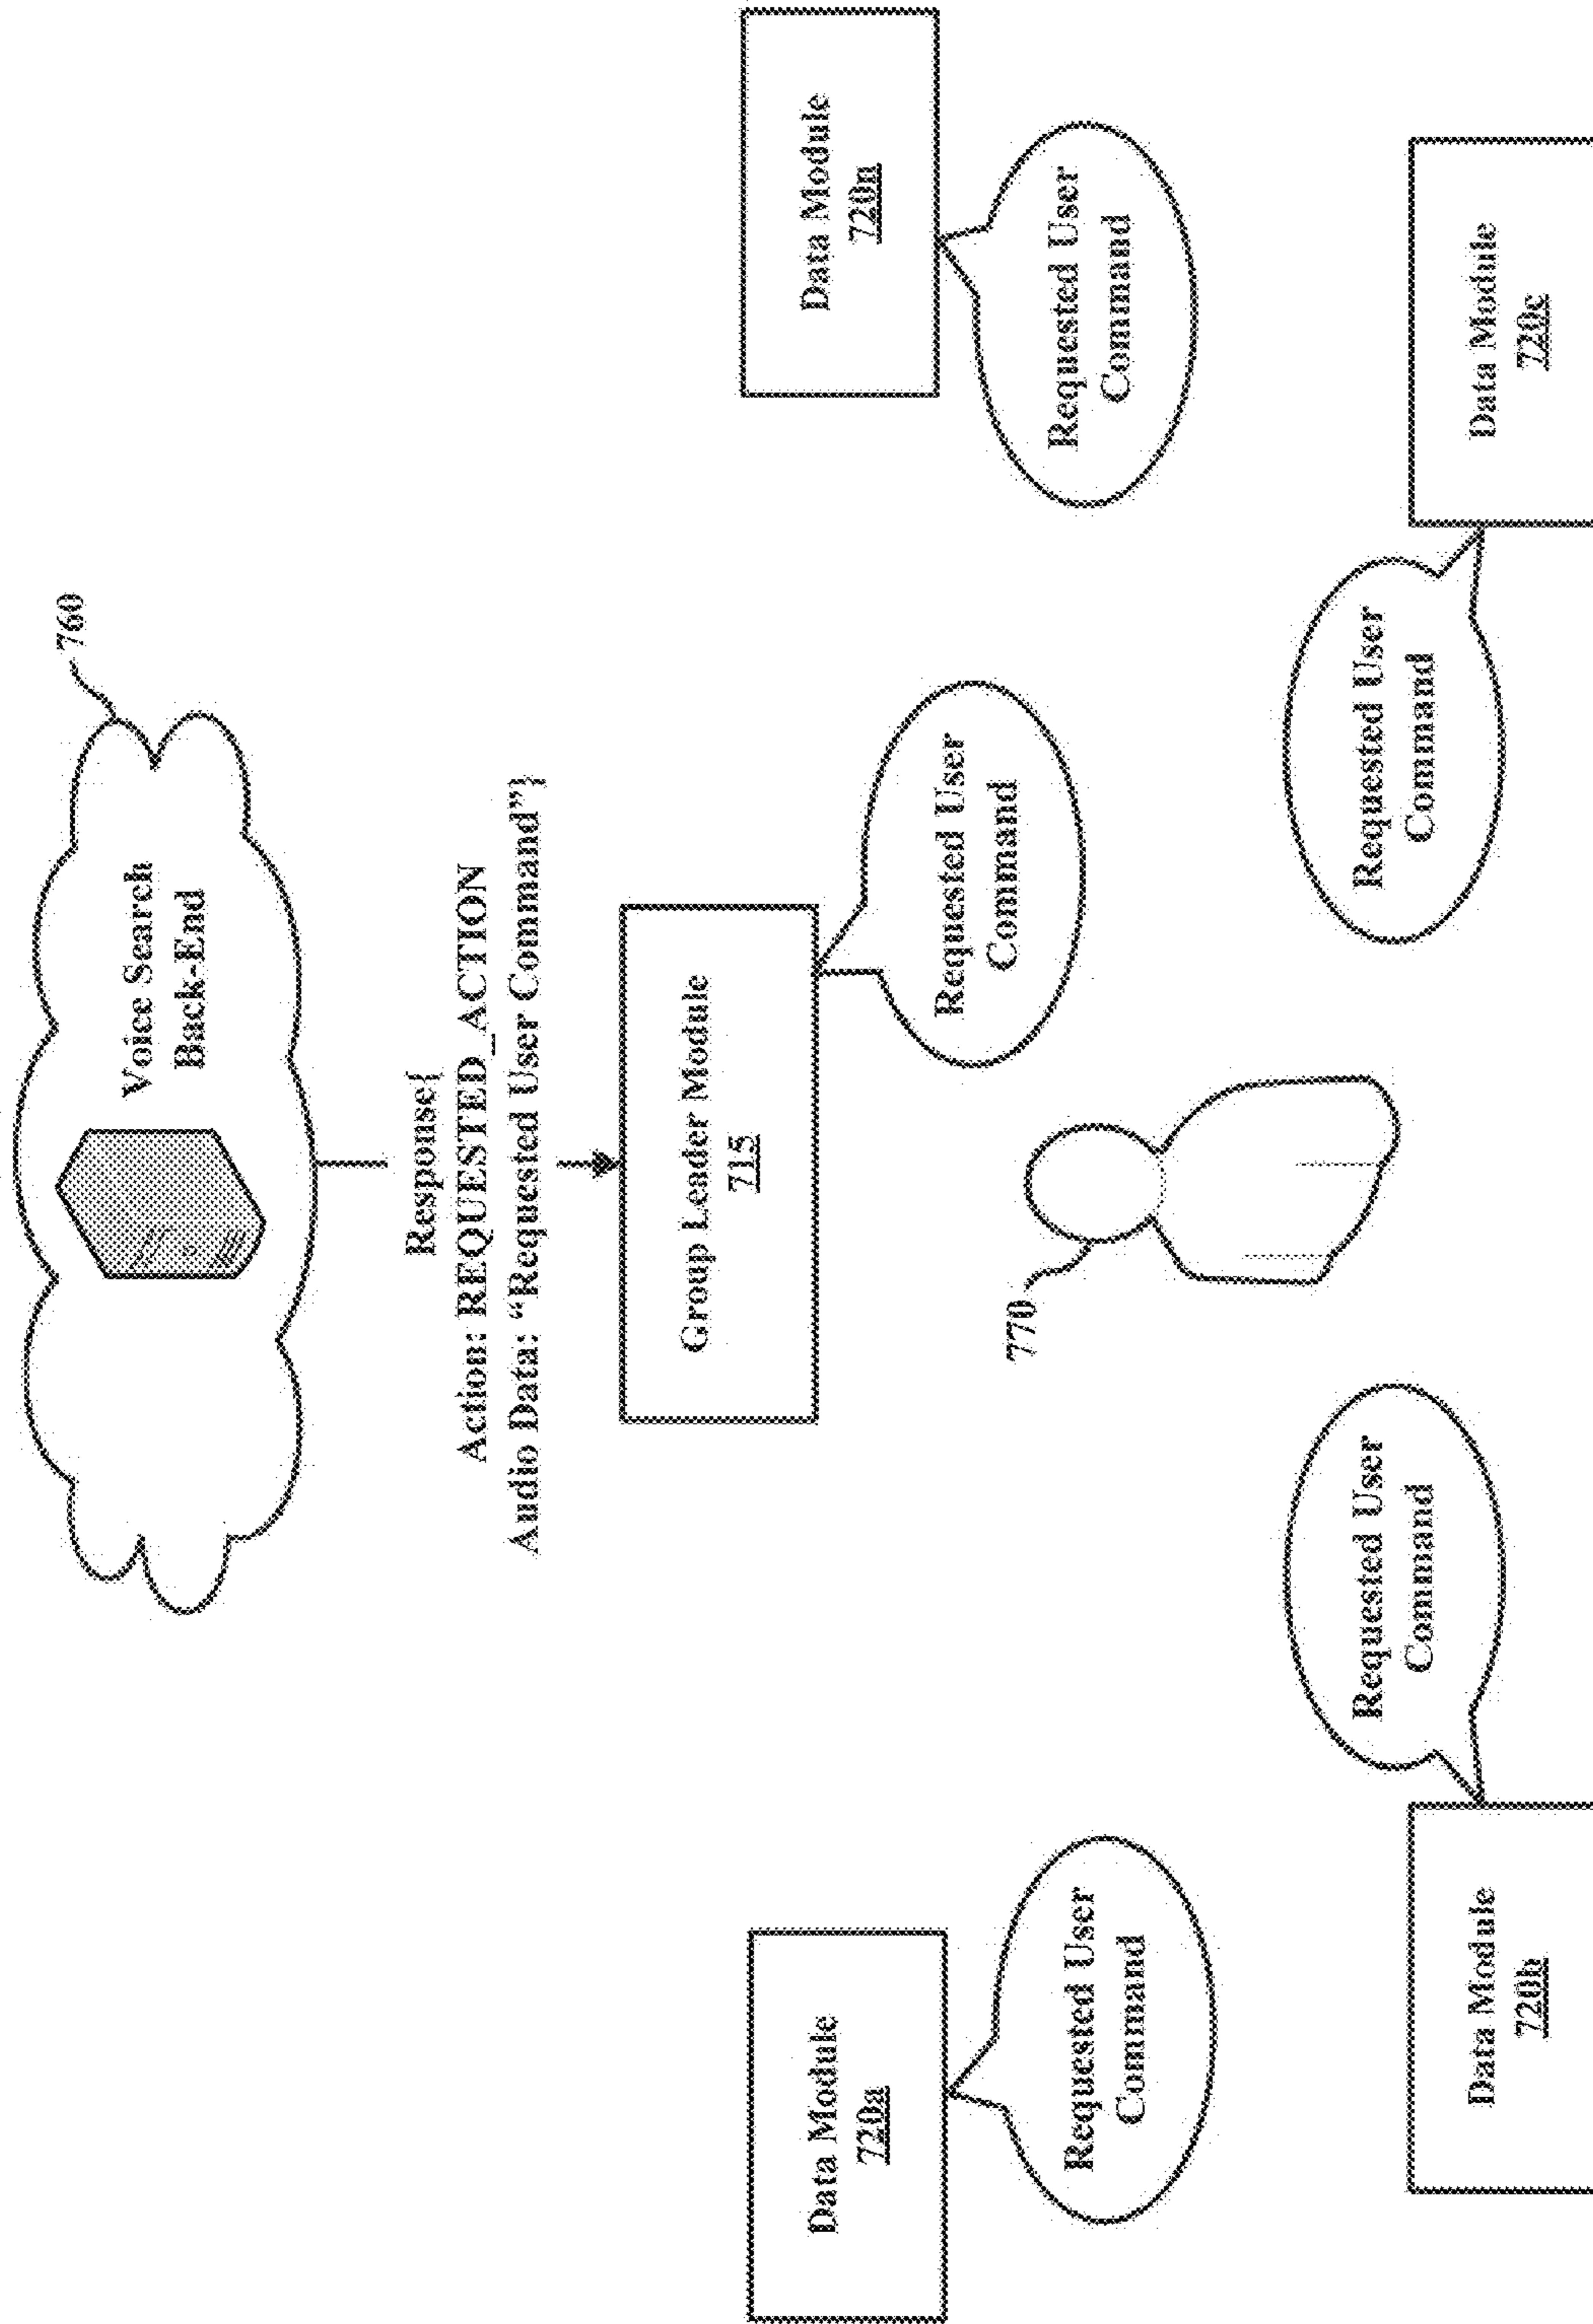 Voice Search
Back-End
760
Response{
Action: REQUESTED_ACTION
Audio Data: “Requested User Command”}
Group Leader Module
715
Requested User
Command
Data Module
720a
Requested User
Command
Data Module
720n
Requested User
Command
770
Data Module
720b
Requested User
Command
Requested User
Command
Data Module
720c